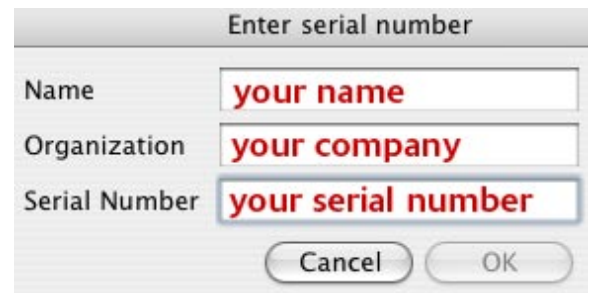 Enter serial number
Name your name
Organization your company
Serial Number your serial number
Cancel OK